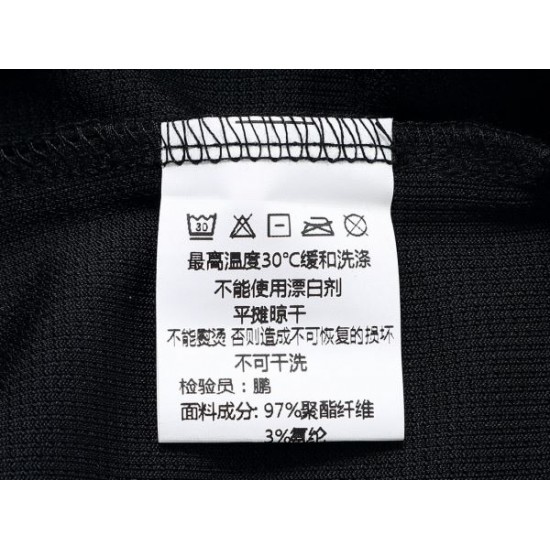 30
最高温度30°C缓和洗涤
不能使用漂白剂
平摊晾干
不能熨烫 否则造成不可恢复的损坏
不可干洗
检验员：鹏
面料成分: 97%聚酯纤维
3%氨纶